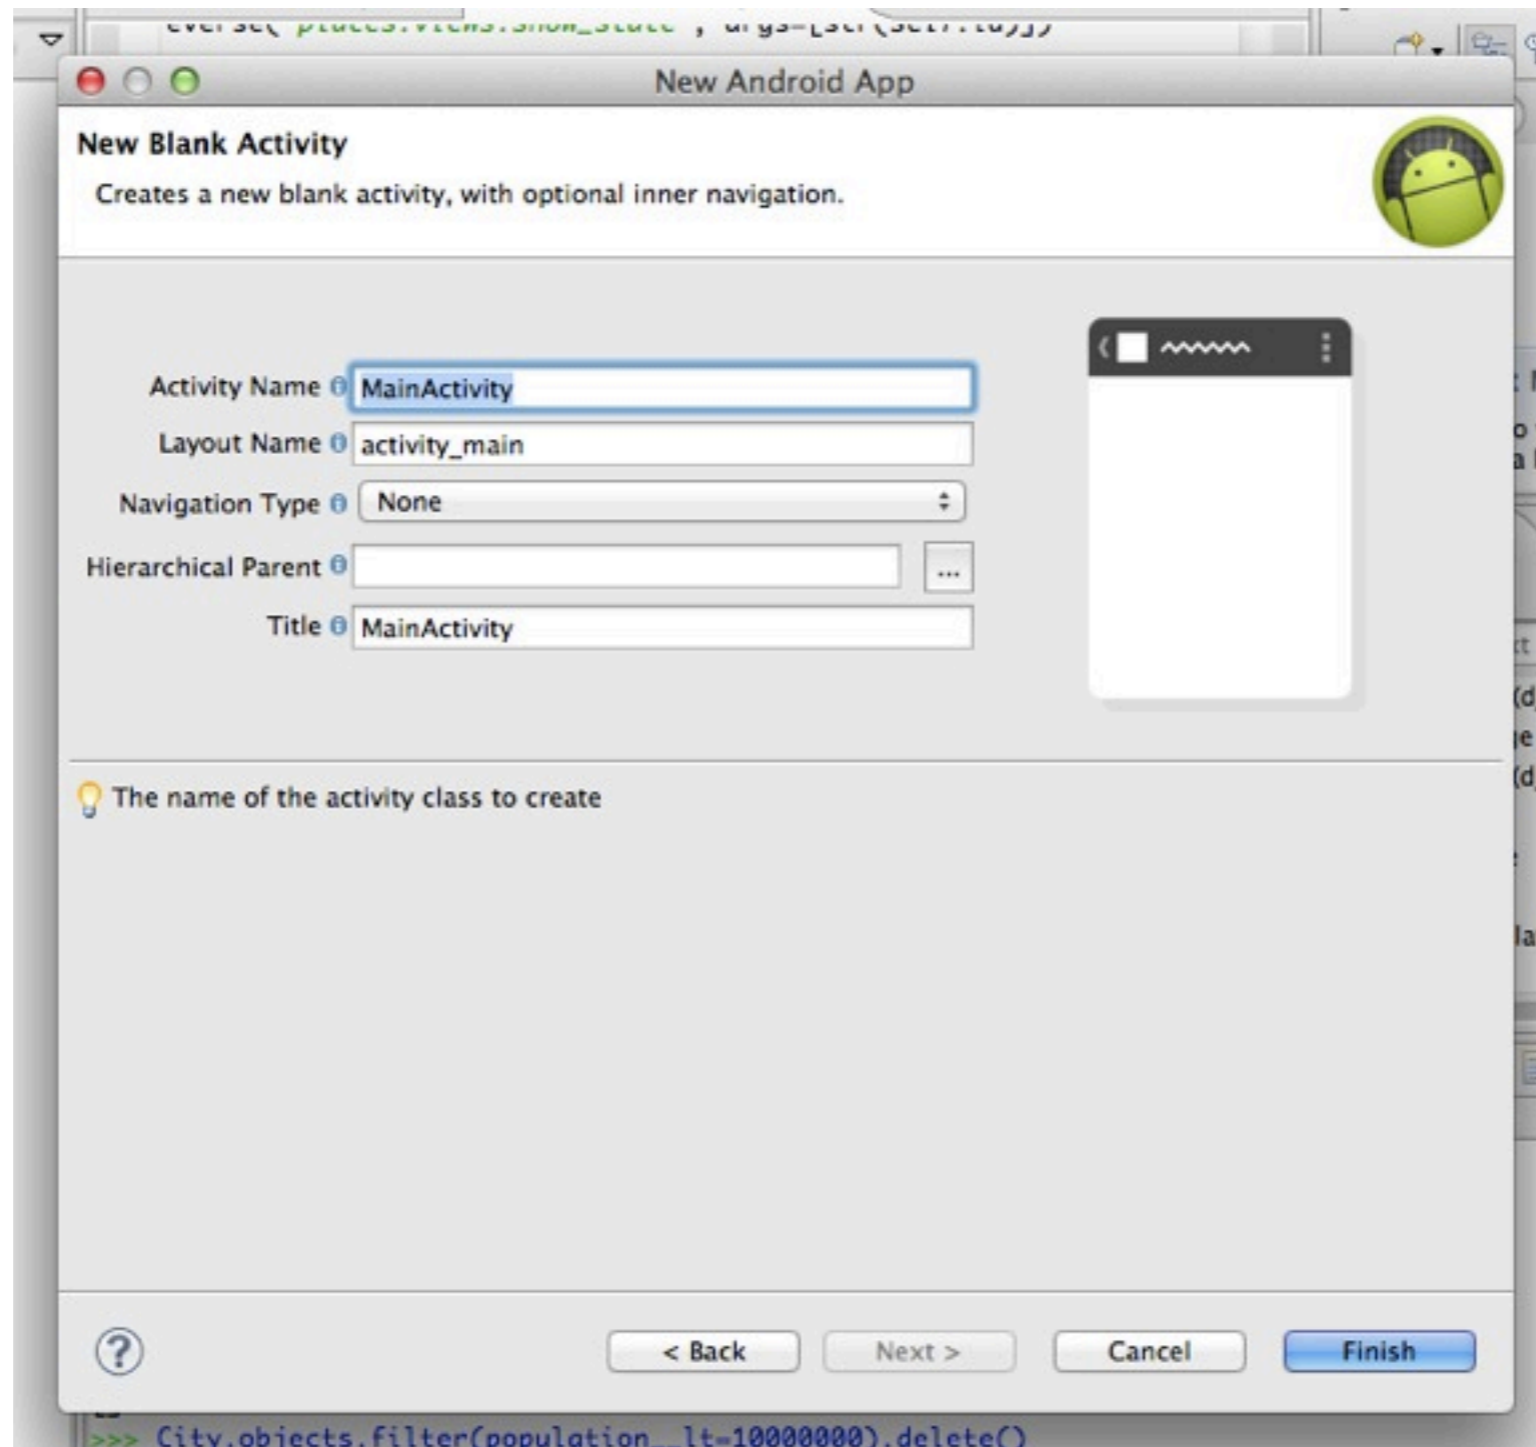 New Android App
New Blank Activity
Creates a new blank activity, with optional inner navigation.
Activity Name MainActivity
Layout Name activity_main
Navigation Type None
Hierarchical Parent ...
Title MainActivity
The name of the activity class to create
? < Back Next > Cancel Finish
>>> City.objects.filter(population__lt=10000000).delete()